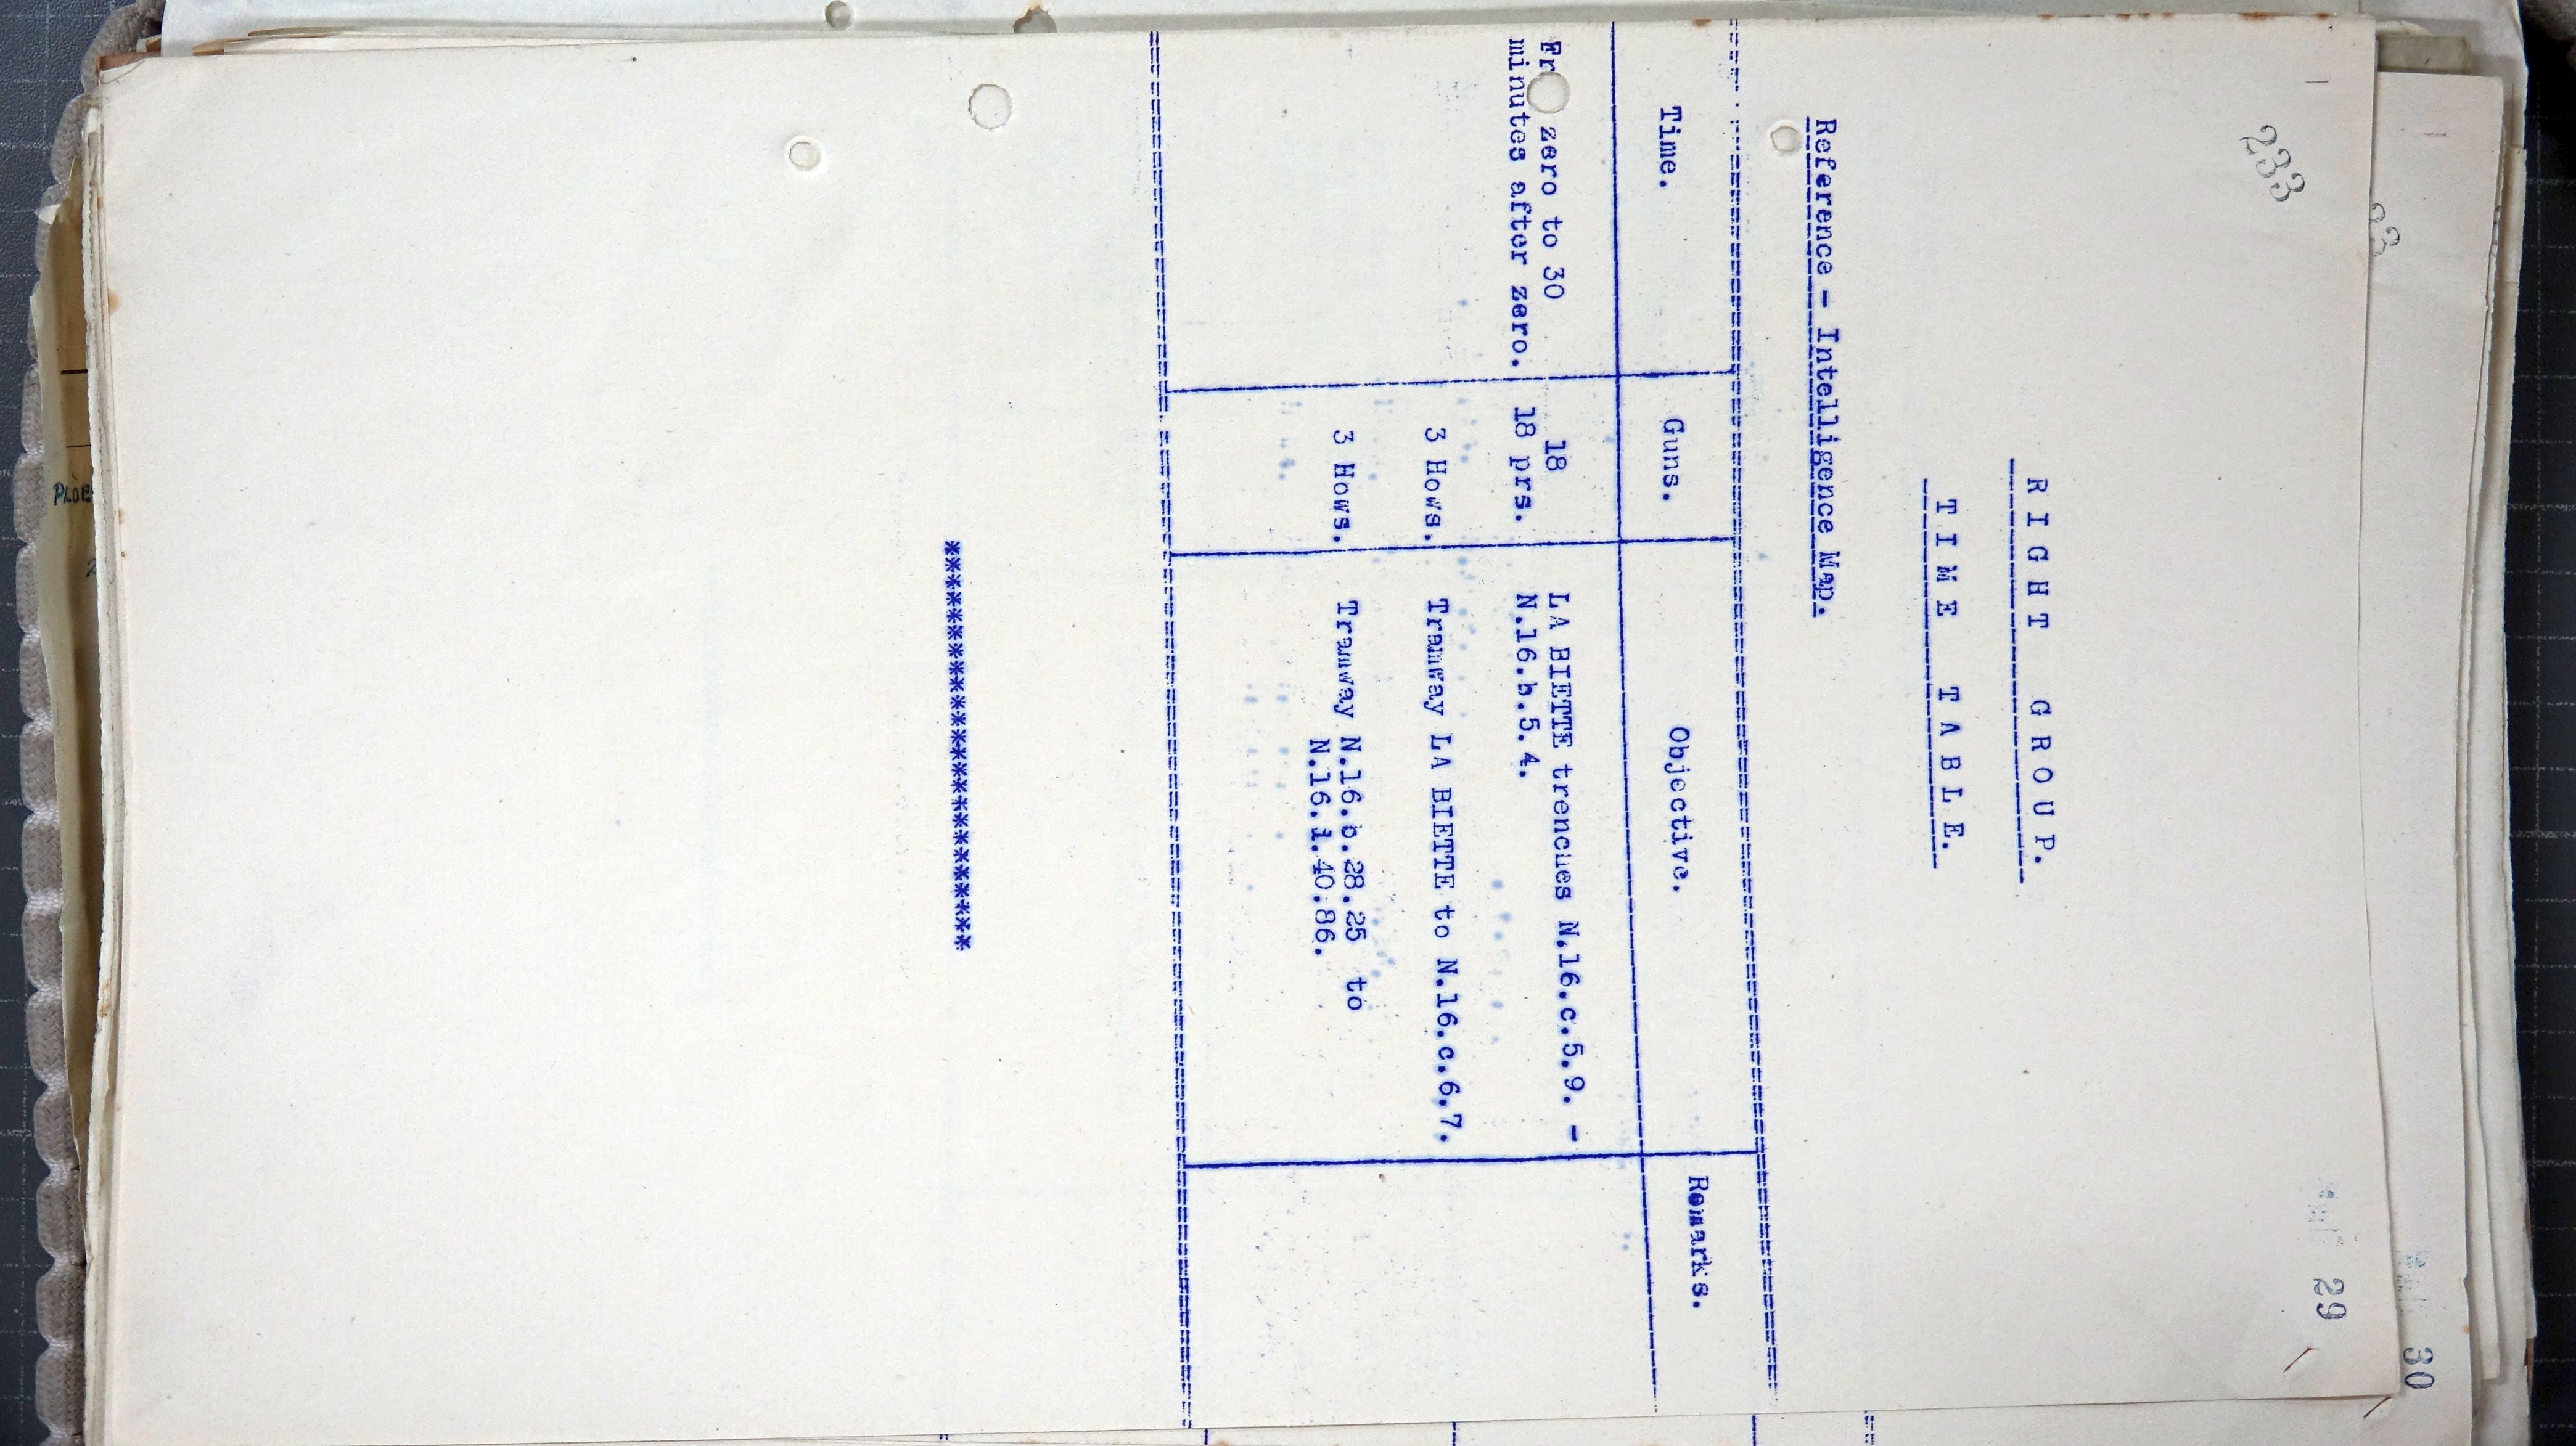 233
29
30
RIGHT GROUP.
TIME TABLE.
Reference - Intelligence Map.
Time. Guns. Objective. Remarks.
Fr zero to 30 18 LA BIETTE trenches N.16.c.5.9. -
minutes after zero. 18 prs. N.16.b.5.4.
3 Hows. Tramway LA BIETTE to N.16.c.6.7.
3 Hows. Tramway N.16.b.28.25 to
N.16.1.40.86.
*****************************